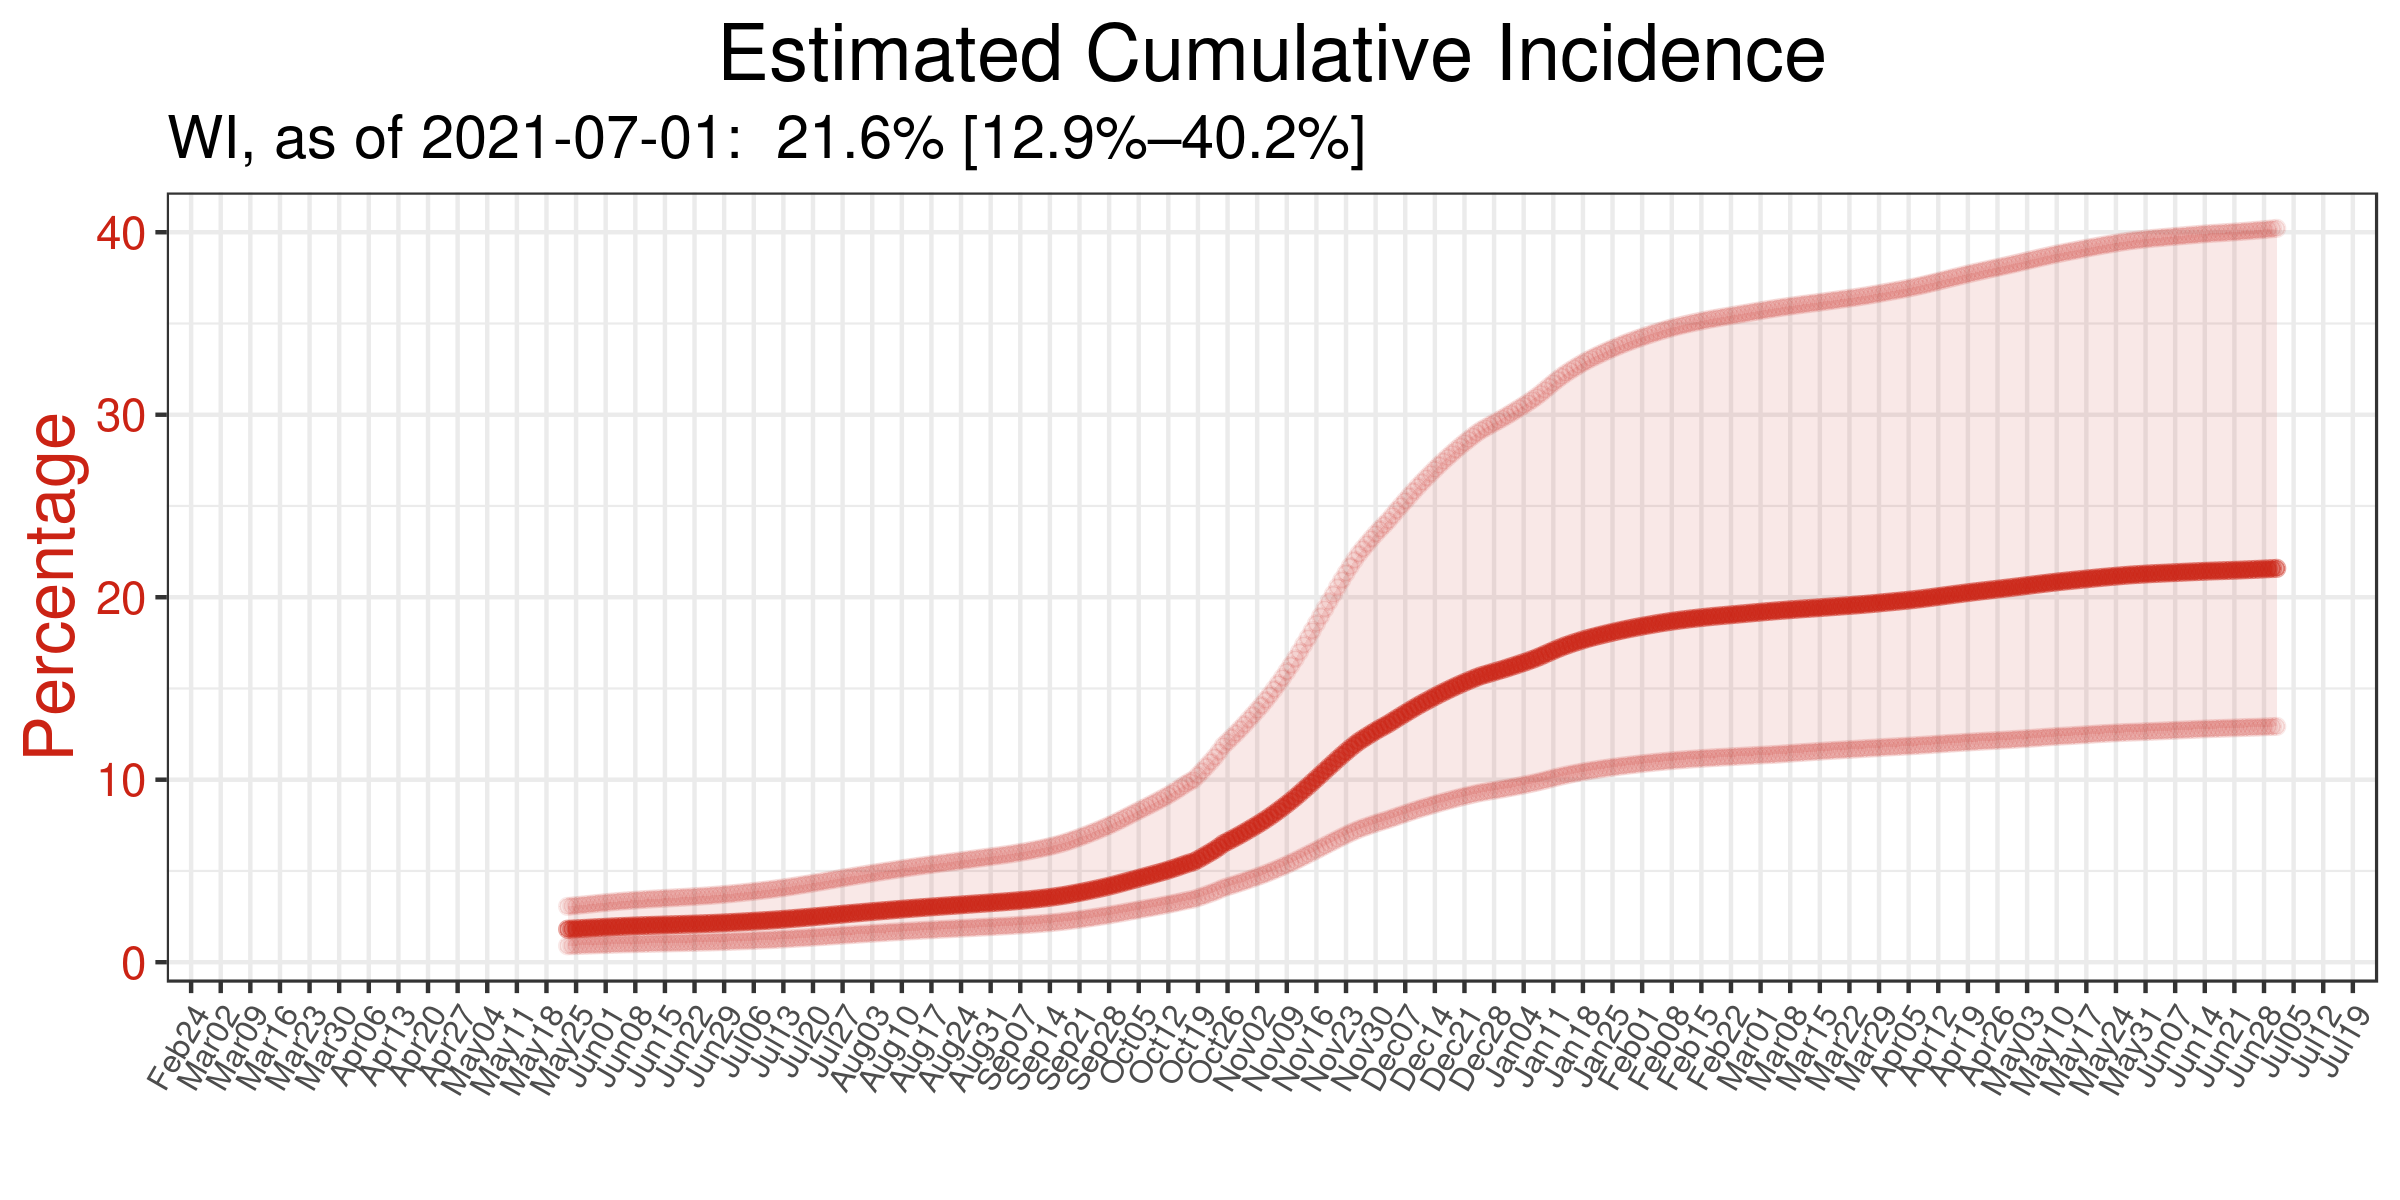 Estimated Cumulative Incidence
WI, as of 2021-07-01:  21.6% [12.9%–40.2%]
Percentage
40
30
20
10
0
Feb24 Mar02 Mar09 Mar16 Mar23 Mar30 Apr06 Apr13 Apr20 Apr27 May04 May11 May18 May25 Jun01 Jun08 Jun15 Jun22 Jun29 Jul06 Jul13 Jul20 Jul27 Aug03 Aug10 Aug17 Aug24 Aug31 Sep07 Sep14 Sep21 Sep28 Oct05 Oct12 Oct19 Oct26 Nov02 Nov09 Nov16 Nov23 Nov30 Dec07 Dec14 Dec21 Dec28 Jan04 Jan11 Jan18 Jan25 Feb01 Feb08 Feb15 Feb22 Mar01 Mar08 Mar15 Mar22 Mar29 Apr05 Apr12 Apr19 Apr26 May03 May10 May17 May24 May31 Jun07 Jun14 Jun21 Jun28 Jul05 Jul12 Jul19